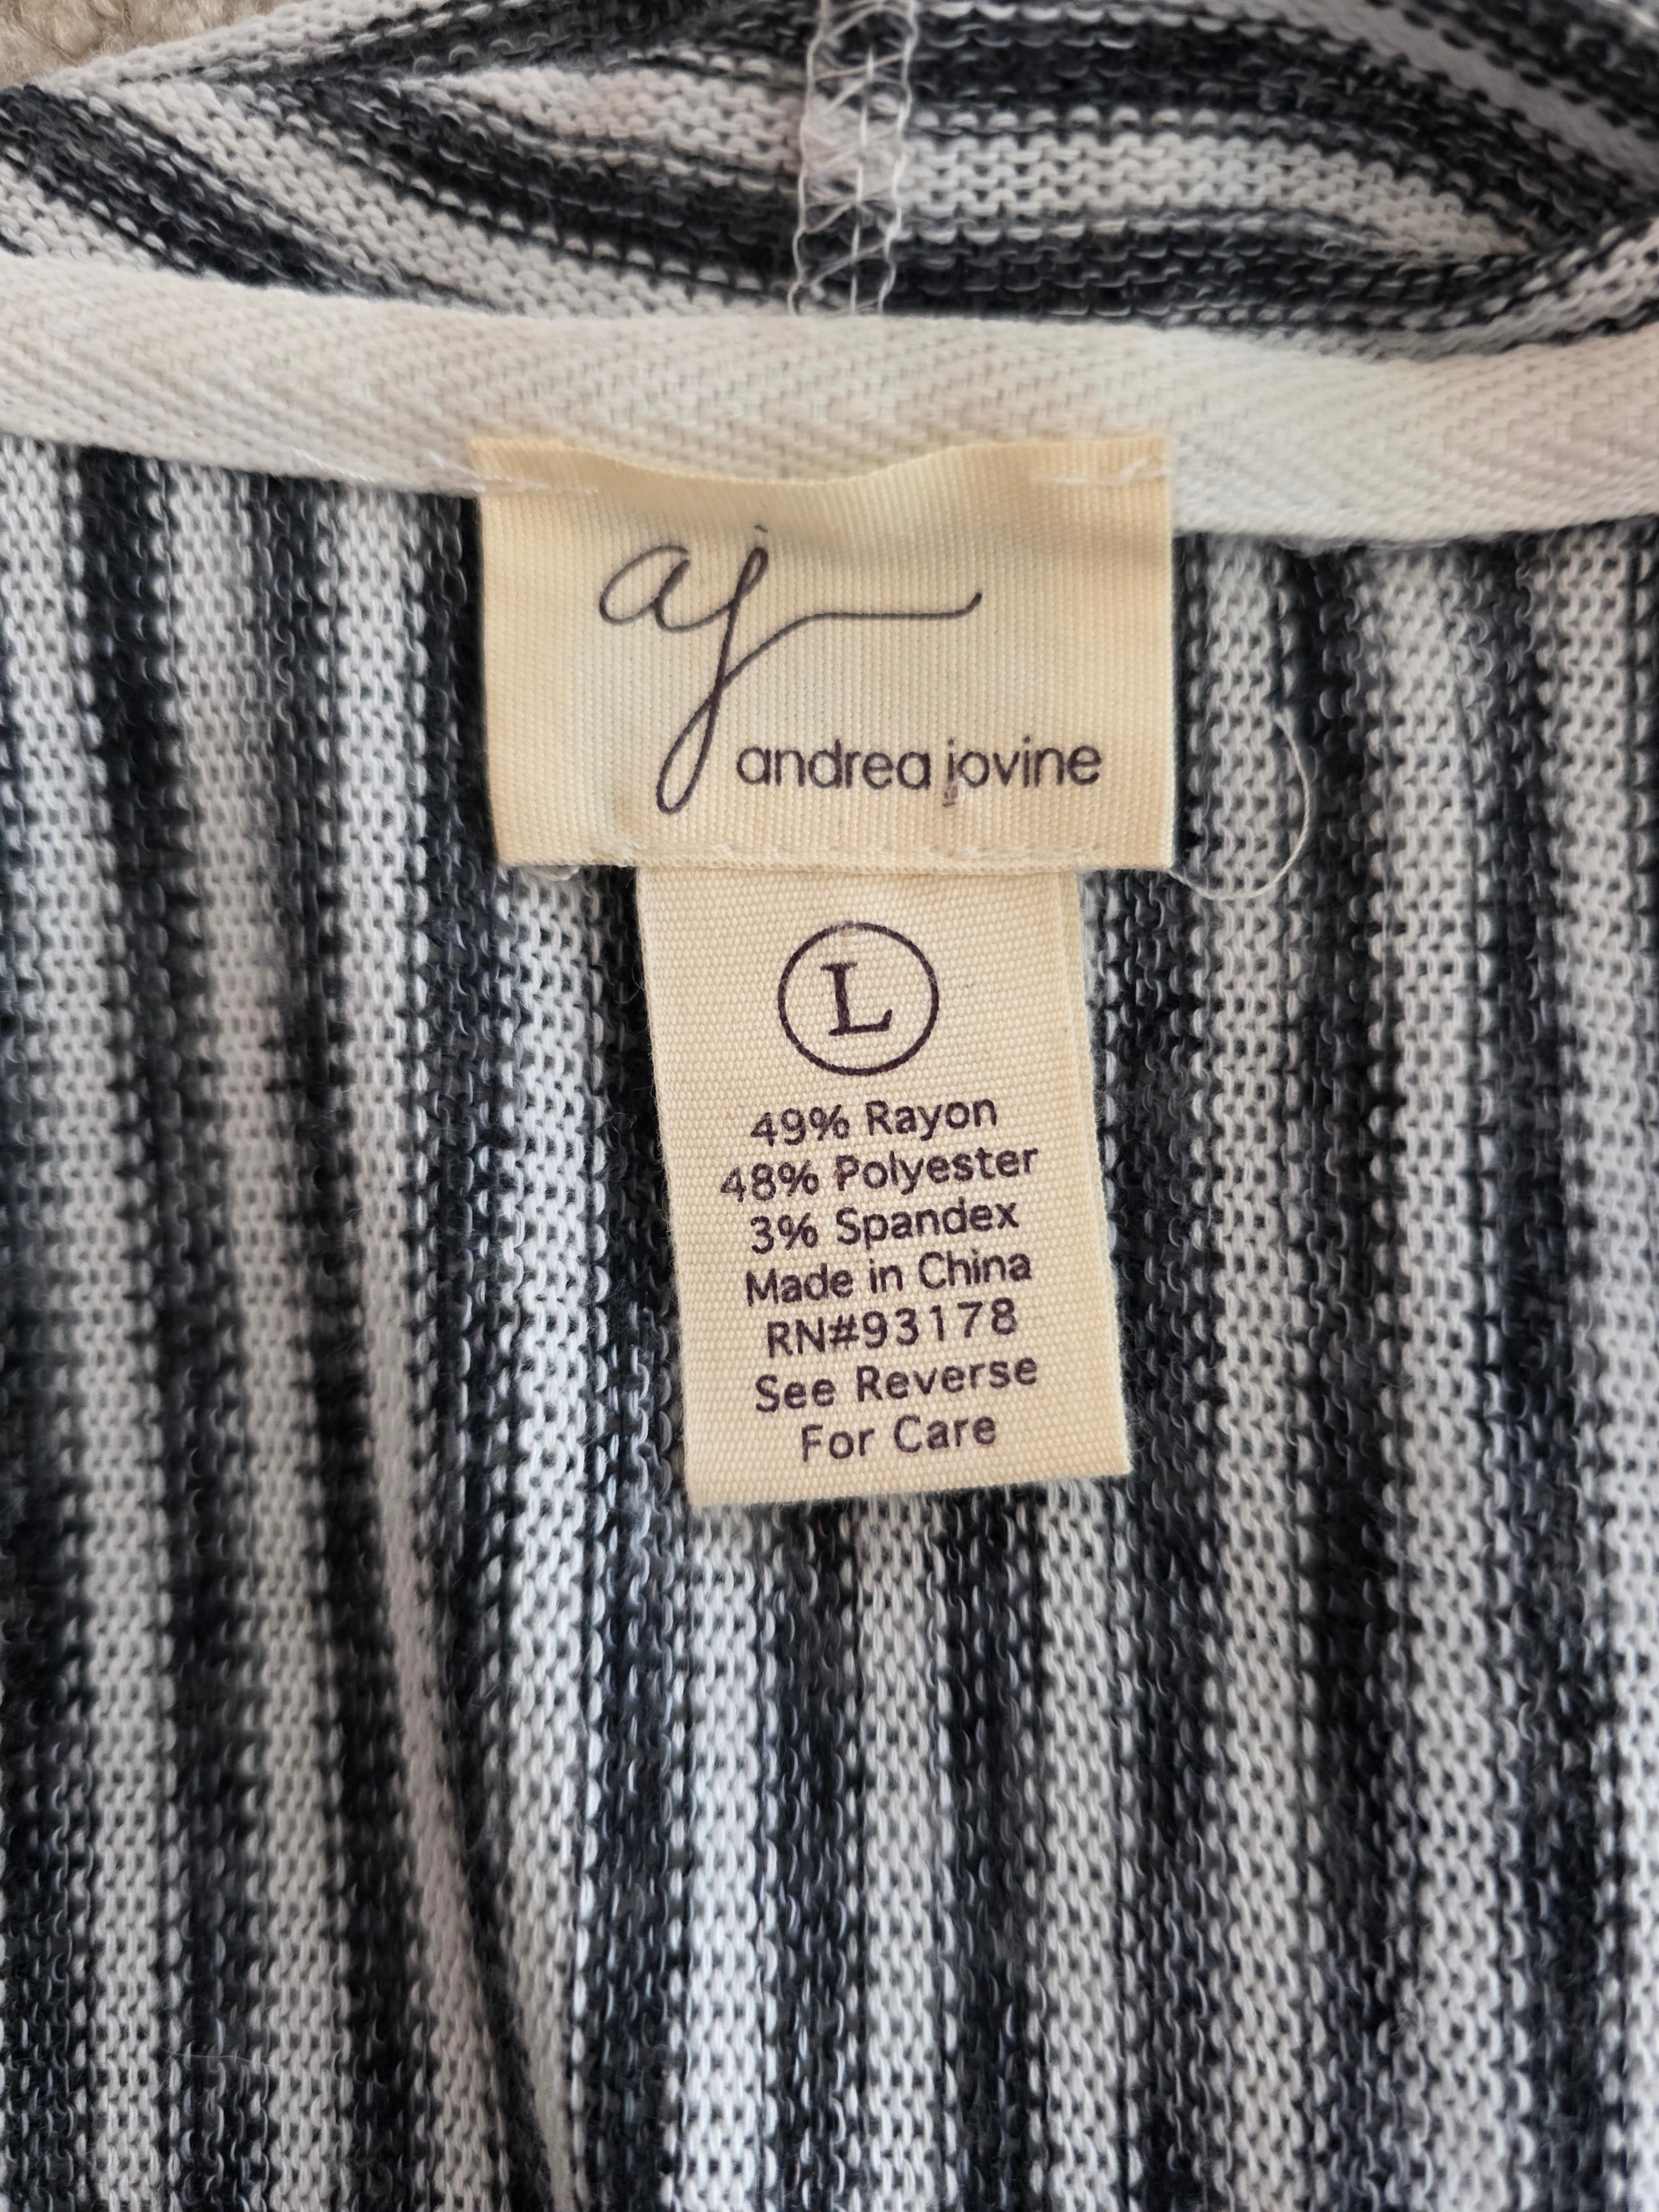 aj
andrea jovine
L
49% Rayon
48% Polyester
3% Spandex
Made in China
RN#93178
See Reverse
For Care